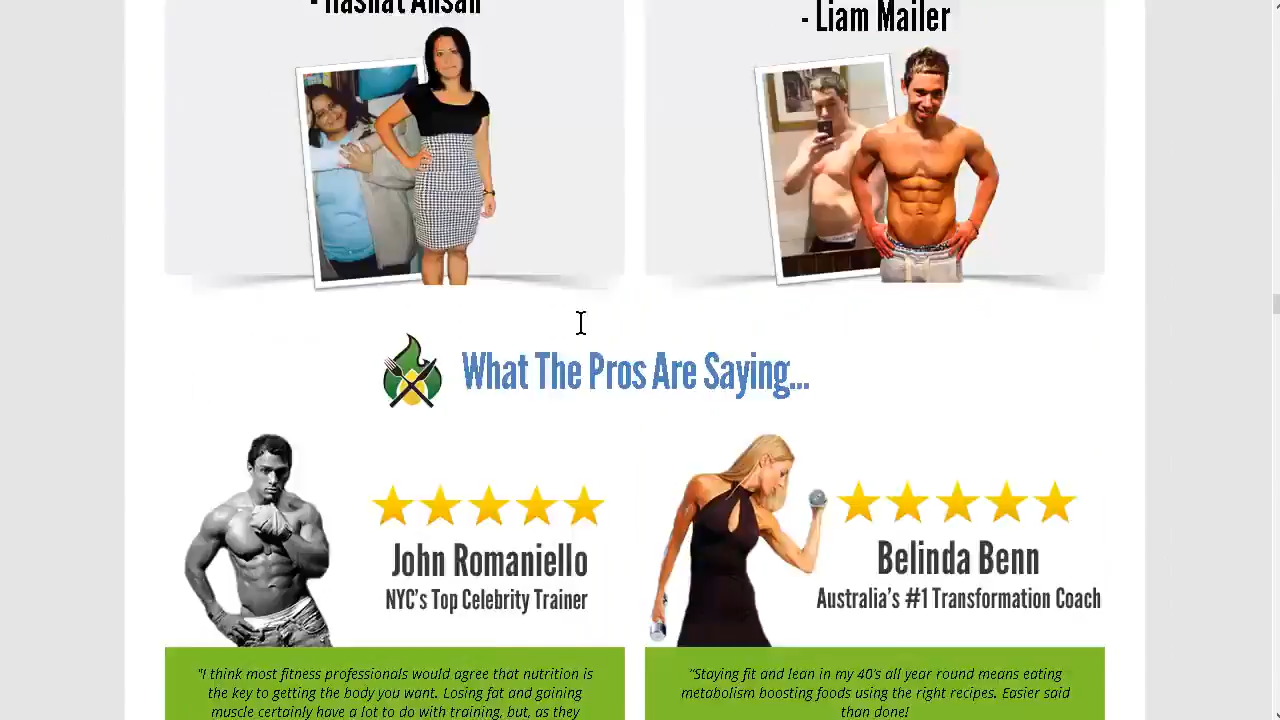 - Liam Mailer
What The Pros Are Saying...
John Romaniello
NYC's Top Celebrity Trainer
Belinda Benn
Australia's #1 Transformation Coach
"I think most fitness professionals would agree that nutrition is
the key to getting the body you want. Losing fat and gaining
muscle certainly have a lot to do with training, but, as they
"Staying fit and lean in my 40's all year round means eating
metabolism boosting foods using the right recipes. Easier said
than done!